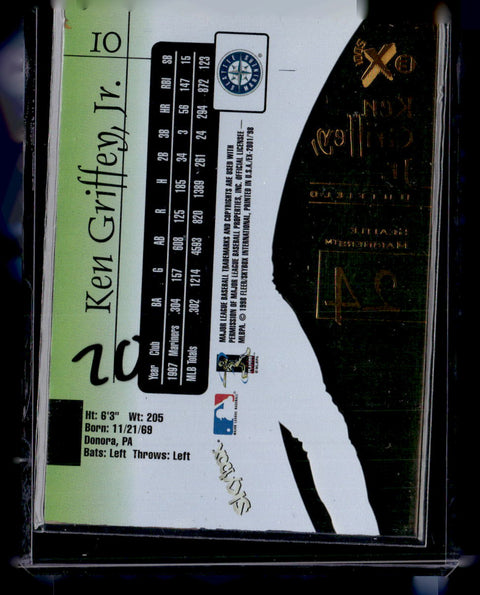 10
Ken Griffey, Jr.
Year Club BA G AB R H 2B 3B HR RBI SB
1997 Mariners .304 157 608 125 185 34 3 56 147 15
MLB Totals .302 1214 4593 820 1389 261 24 294 872 123
MAJOR LEAGUE BASEBALL TRADEMARKS AND COPYRIGHTS ARE USED WITH
PERMISSION OF MAJOR LEAGUE BASEBALL PROPERTIES, INC. OFFICIAL LICENSEE —
MLBPA. © 1998 FLEER/SKYBOX INTERNATIONAL. PRINTED IN U.S.A./EX-2001/'98
20
Ht: 6'3" Wt: 205
Born: 11/21/69
Donora, PA
Bats: Left Throws: Left
SkyBox
Ken
Griffey,
Jr.
OUTFIELD
SEATTLE
MARINERS
24